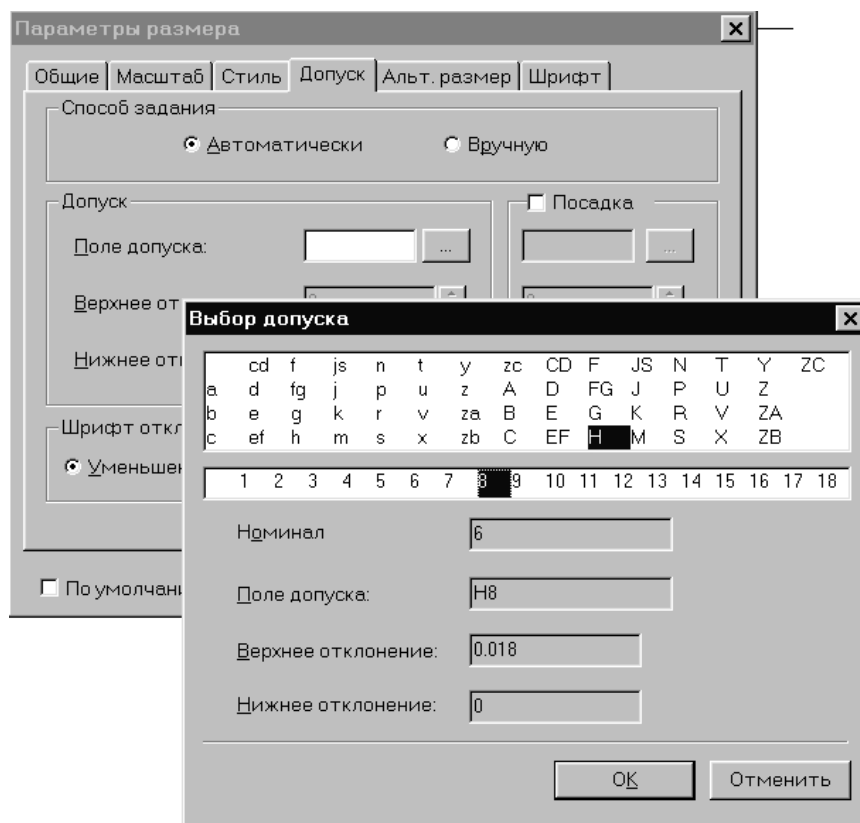 Параметры размера
Общие Масштаб Стиль Допуск Альт. размер Шрифт
Способ задания
Автоматически Вручную
Допуск Посадка
Поле допуска: ... ...
Верхнее от
Нижнее отк
Шрифт откл
Уменьшен
По умолчани
Выбор допуска
cd f js n t y zc CD F JS N T Y ZC
a d fg j p u z A D FG J P U Z
b e g k r v za B E G K R V ZA
c ef h m s x zb C EF H M S X ZB
1 2 3 4 5 6 7 8 9 10 11 12 13 14 15 16 17 18
Номинал 6
Поле допуска: H8
Верхнее отклонение: 0.018
Нижнее отклонение: 0
OK Отменить